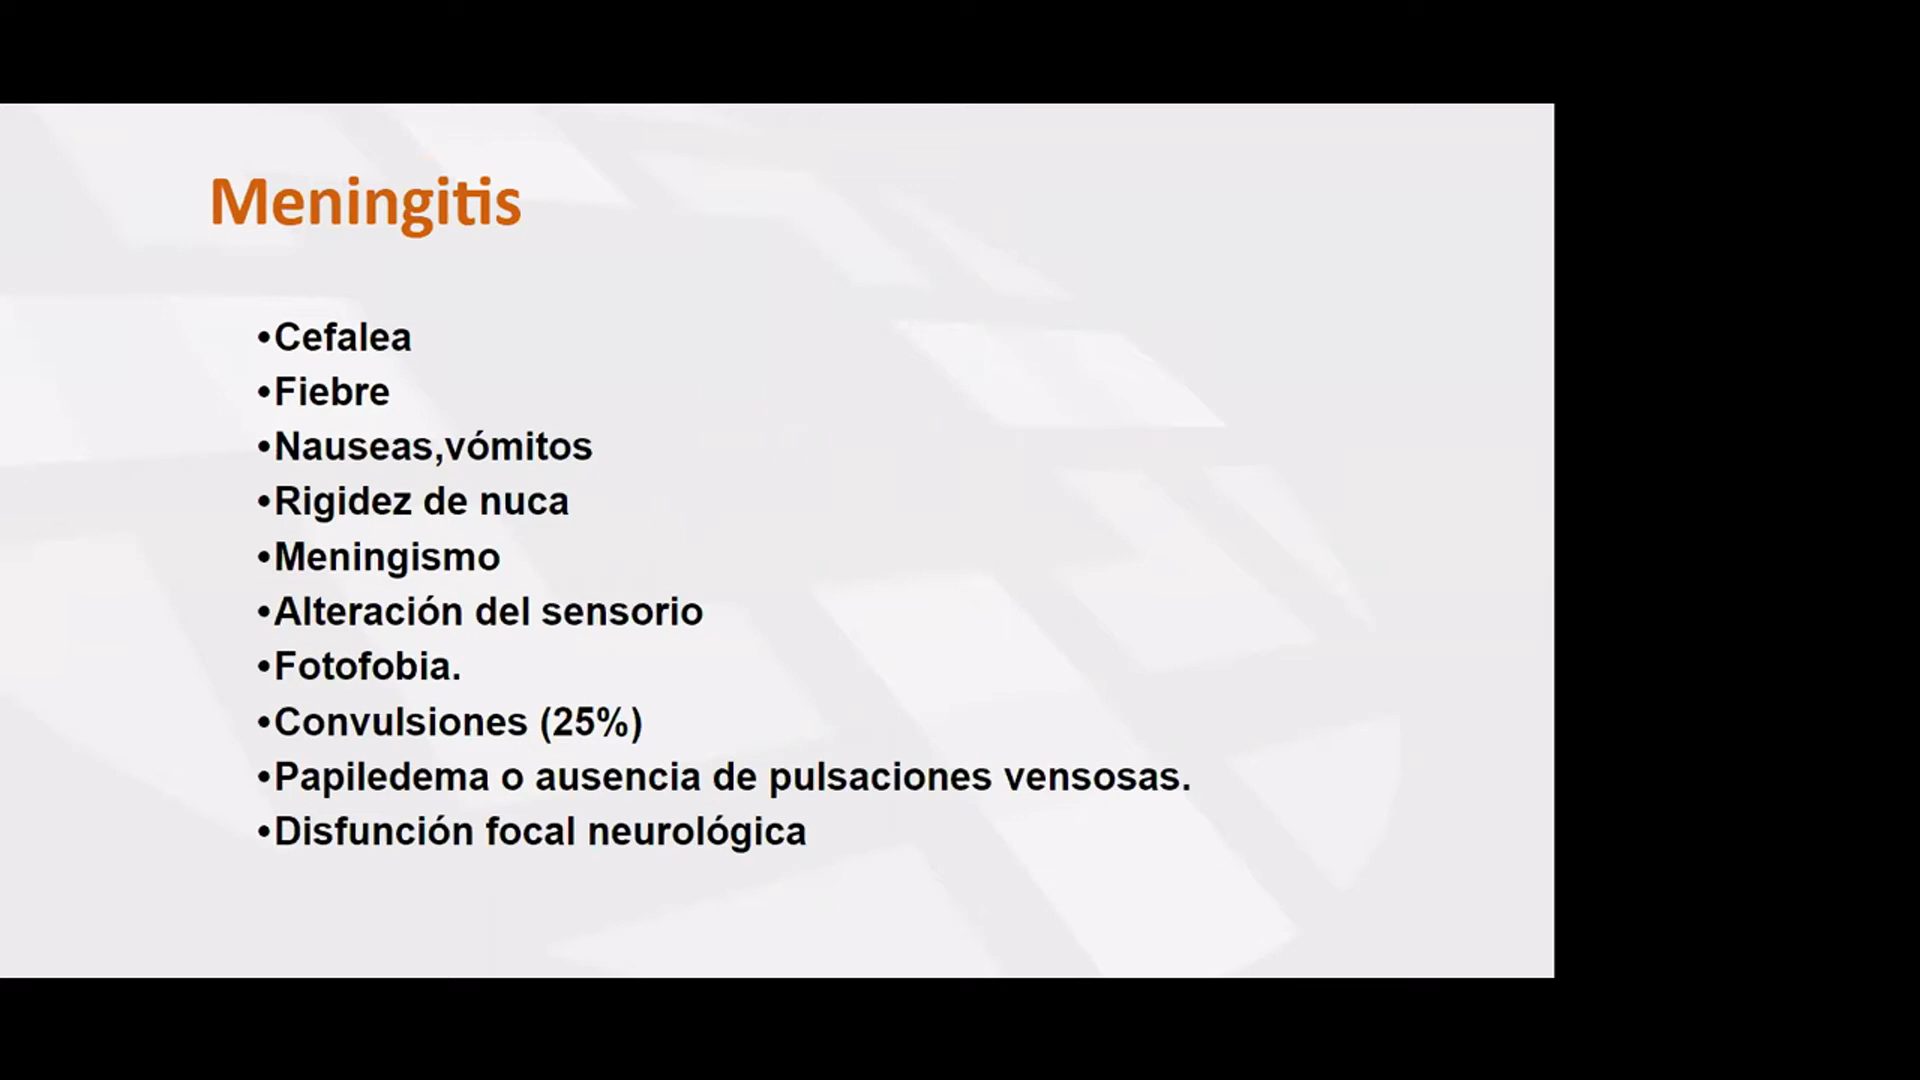 Meningitis
•Cefalea
•Fiebre
•Nauseas,vómitos
•Rigidez de nuca
•Meningismo
•Alteración del sensorio
•Fotofobia.
•Convulsiones (25%)
•Papiledema o ausencia de pulsaciones vensosas.
•Disfunción focal neurológica